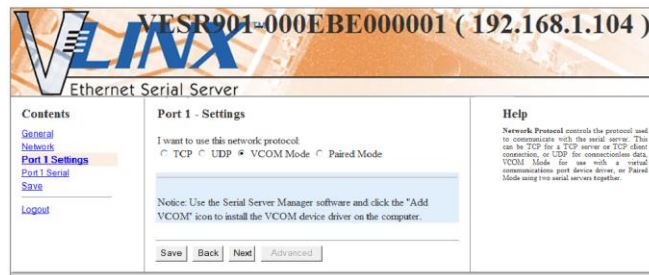 VLINX™
VESR901-000EBE000001 ( 192.168.1.104 )
Ethernet Serial Server
Contents
General
Network
Port 1 Settings
Port 1 Serial
Save
Logout
Port 1 - Settings
I want to use this network protocol:
TCP UDP VCOM Mode Paired Mode
Notice: Use the Serial Server Manager software and click the "Add
VCOM" icon to install the VCOM device driver on the computer.
Save Back Next Advanced
Help
Network Protocol controls the protocol used
to communicate with the serial server. This
can be TCP for a TCP server or TCP client
connection, or UDP for connectionless data,
VCOM Mode for use with a virtual
communications port device driver, or Paired
Mode using two serial servers together.